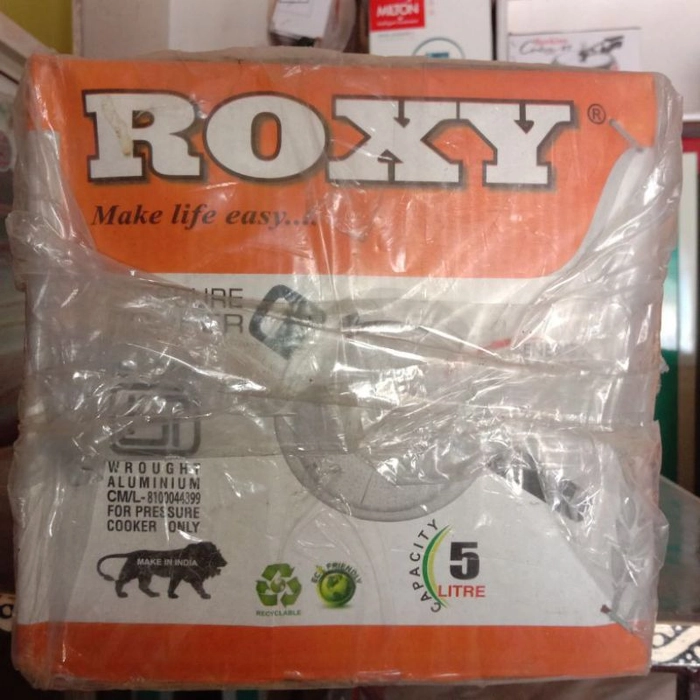 MILTON
ROXY®
Make life easy....
WROUGHT
ALUMINIUM
CM/L-8100044399
FOR PRESSURE
COOKER ONLY
MAKE IN INDIA
RECYCLABLE
ECO FRIENDLY
CAPACITY
5
LITRE